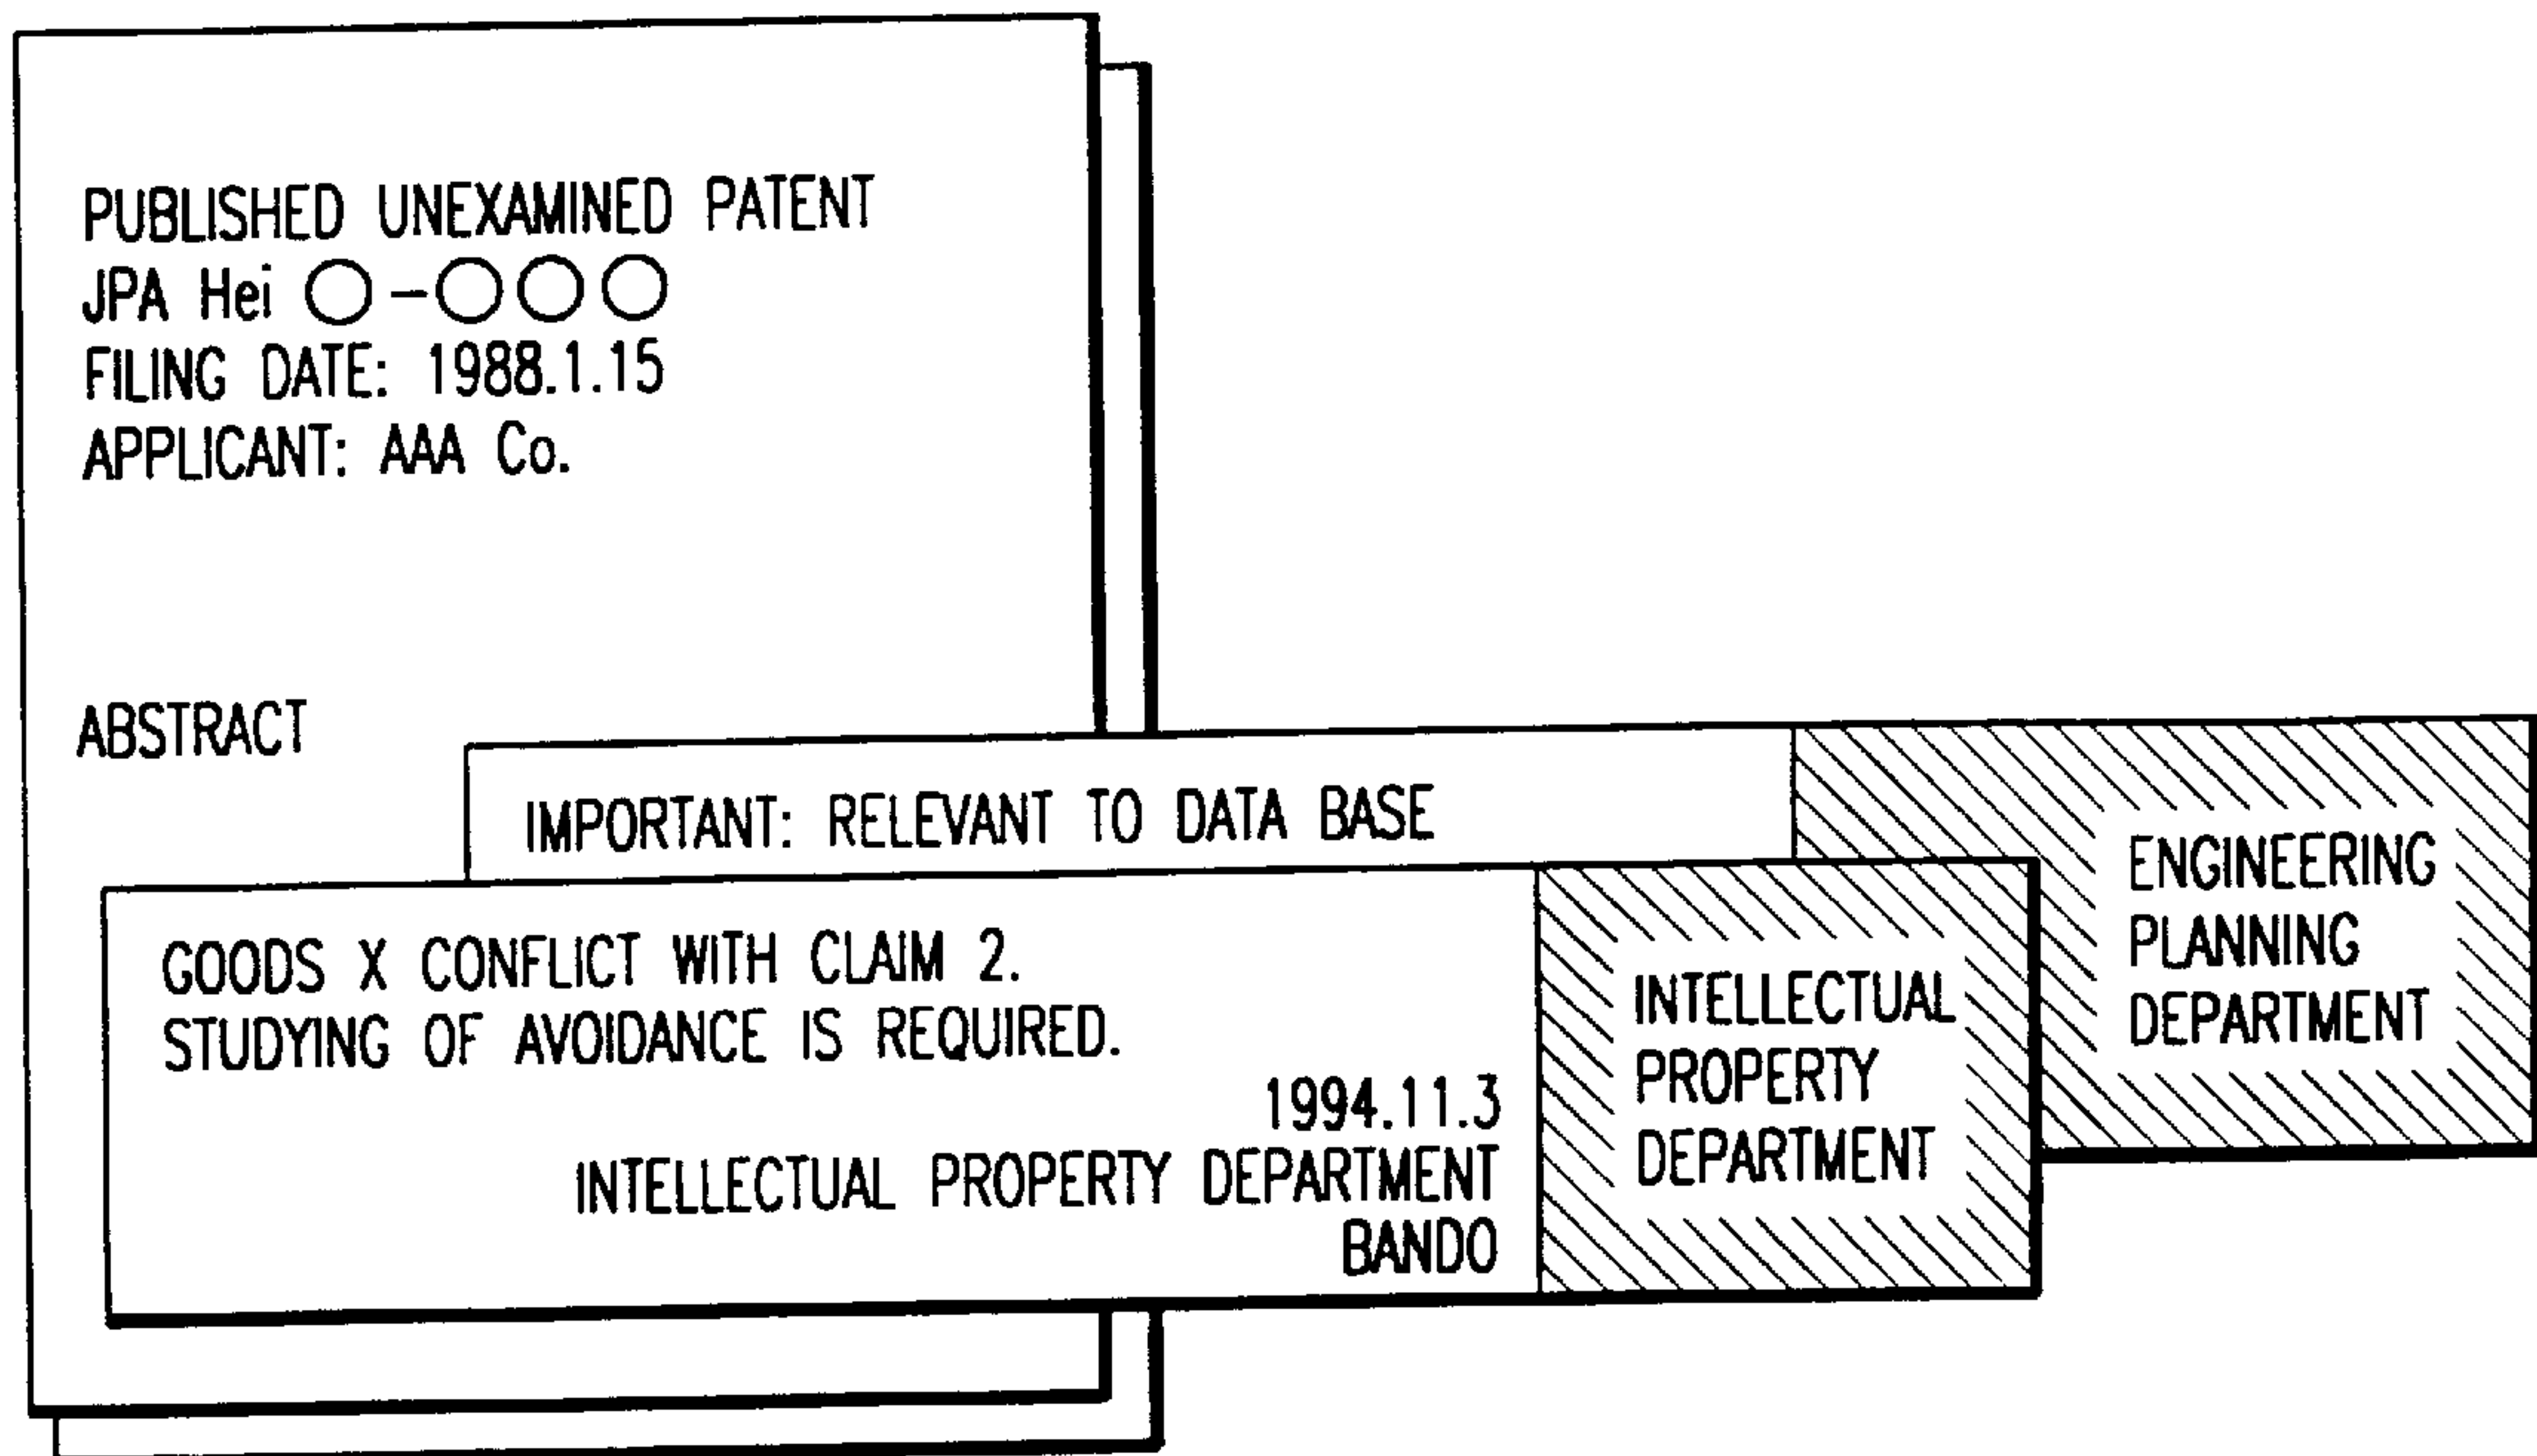 PUBLISHED UNEXAMINED PATENT
JPA Hei ○-○○○
FILING DATE: 1988.1.15
APPLICANT: AAA Co.
ABSTRACT
IMPORTANT: RELEVANT TO DATA BASE
ENGINEERING
PLANNING
DEPARTMENT
GOODS X CONFLICT WITH CLAIM 2.
STUDYING OF AVOIDANCE IS REQUIRED.
1994.11.3
INTELLECTUAL PROPERTY DEPARTMENT
BANDO
INTELLECTUAL
PROPERTY
DEPARTMENT